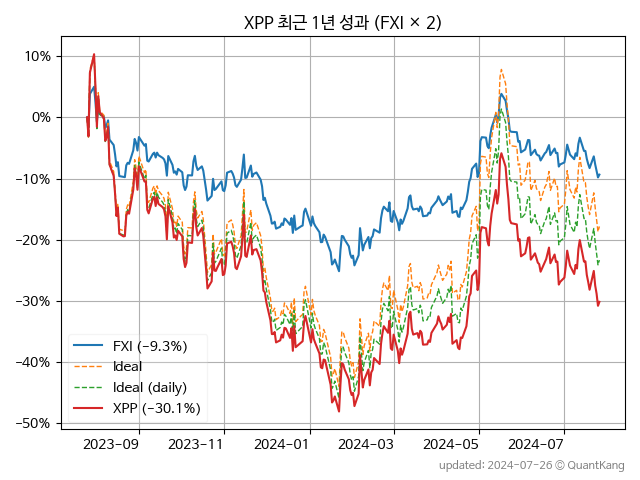 XPP 최근 1년 성과 (FXI × 2)
10%
0%
−10%
−20%
−30%
−40%
−50%
FXI (−9.3%)
Ideal
Ideal (daily)
XPP (−30.1%)
2023−09
2023−11
2024−01
2024−03
2024−05
2024−07
updated: 2024-07-26 © QuantKang